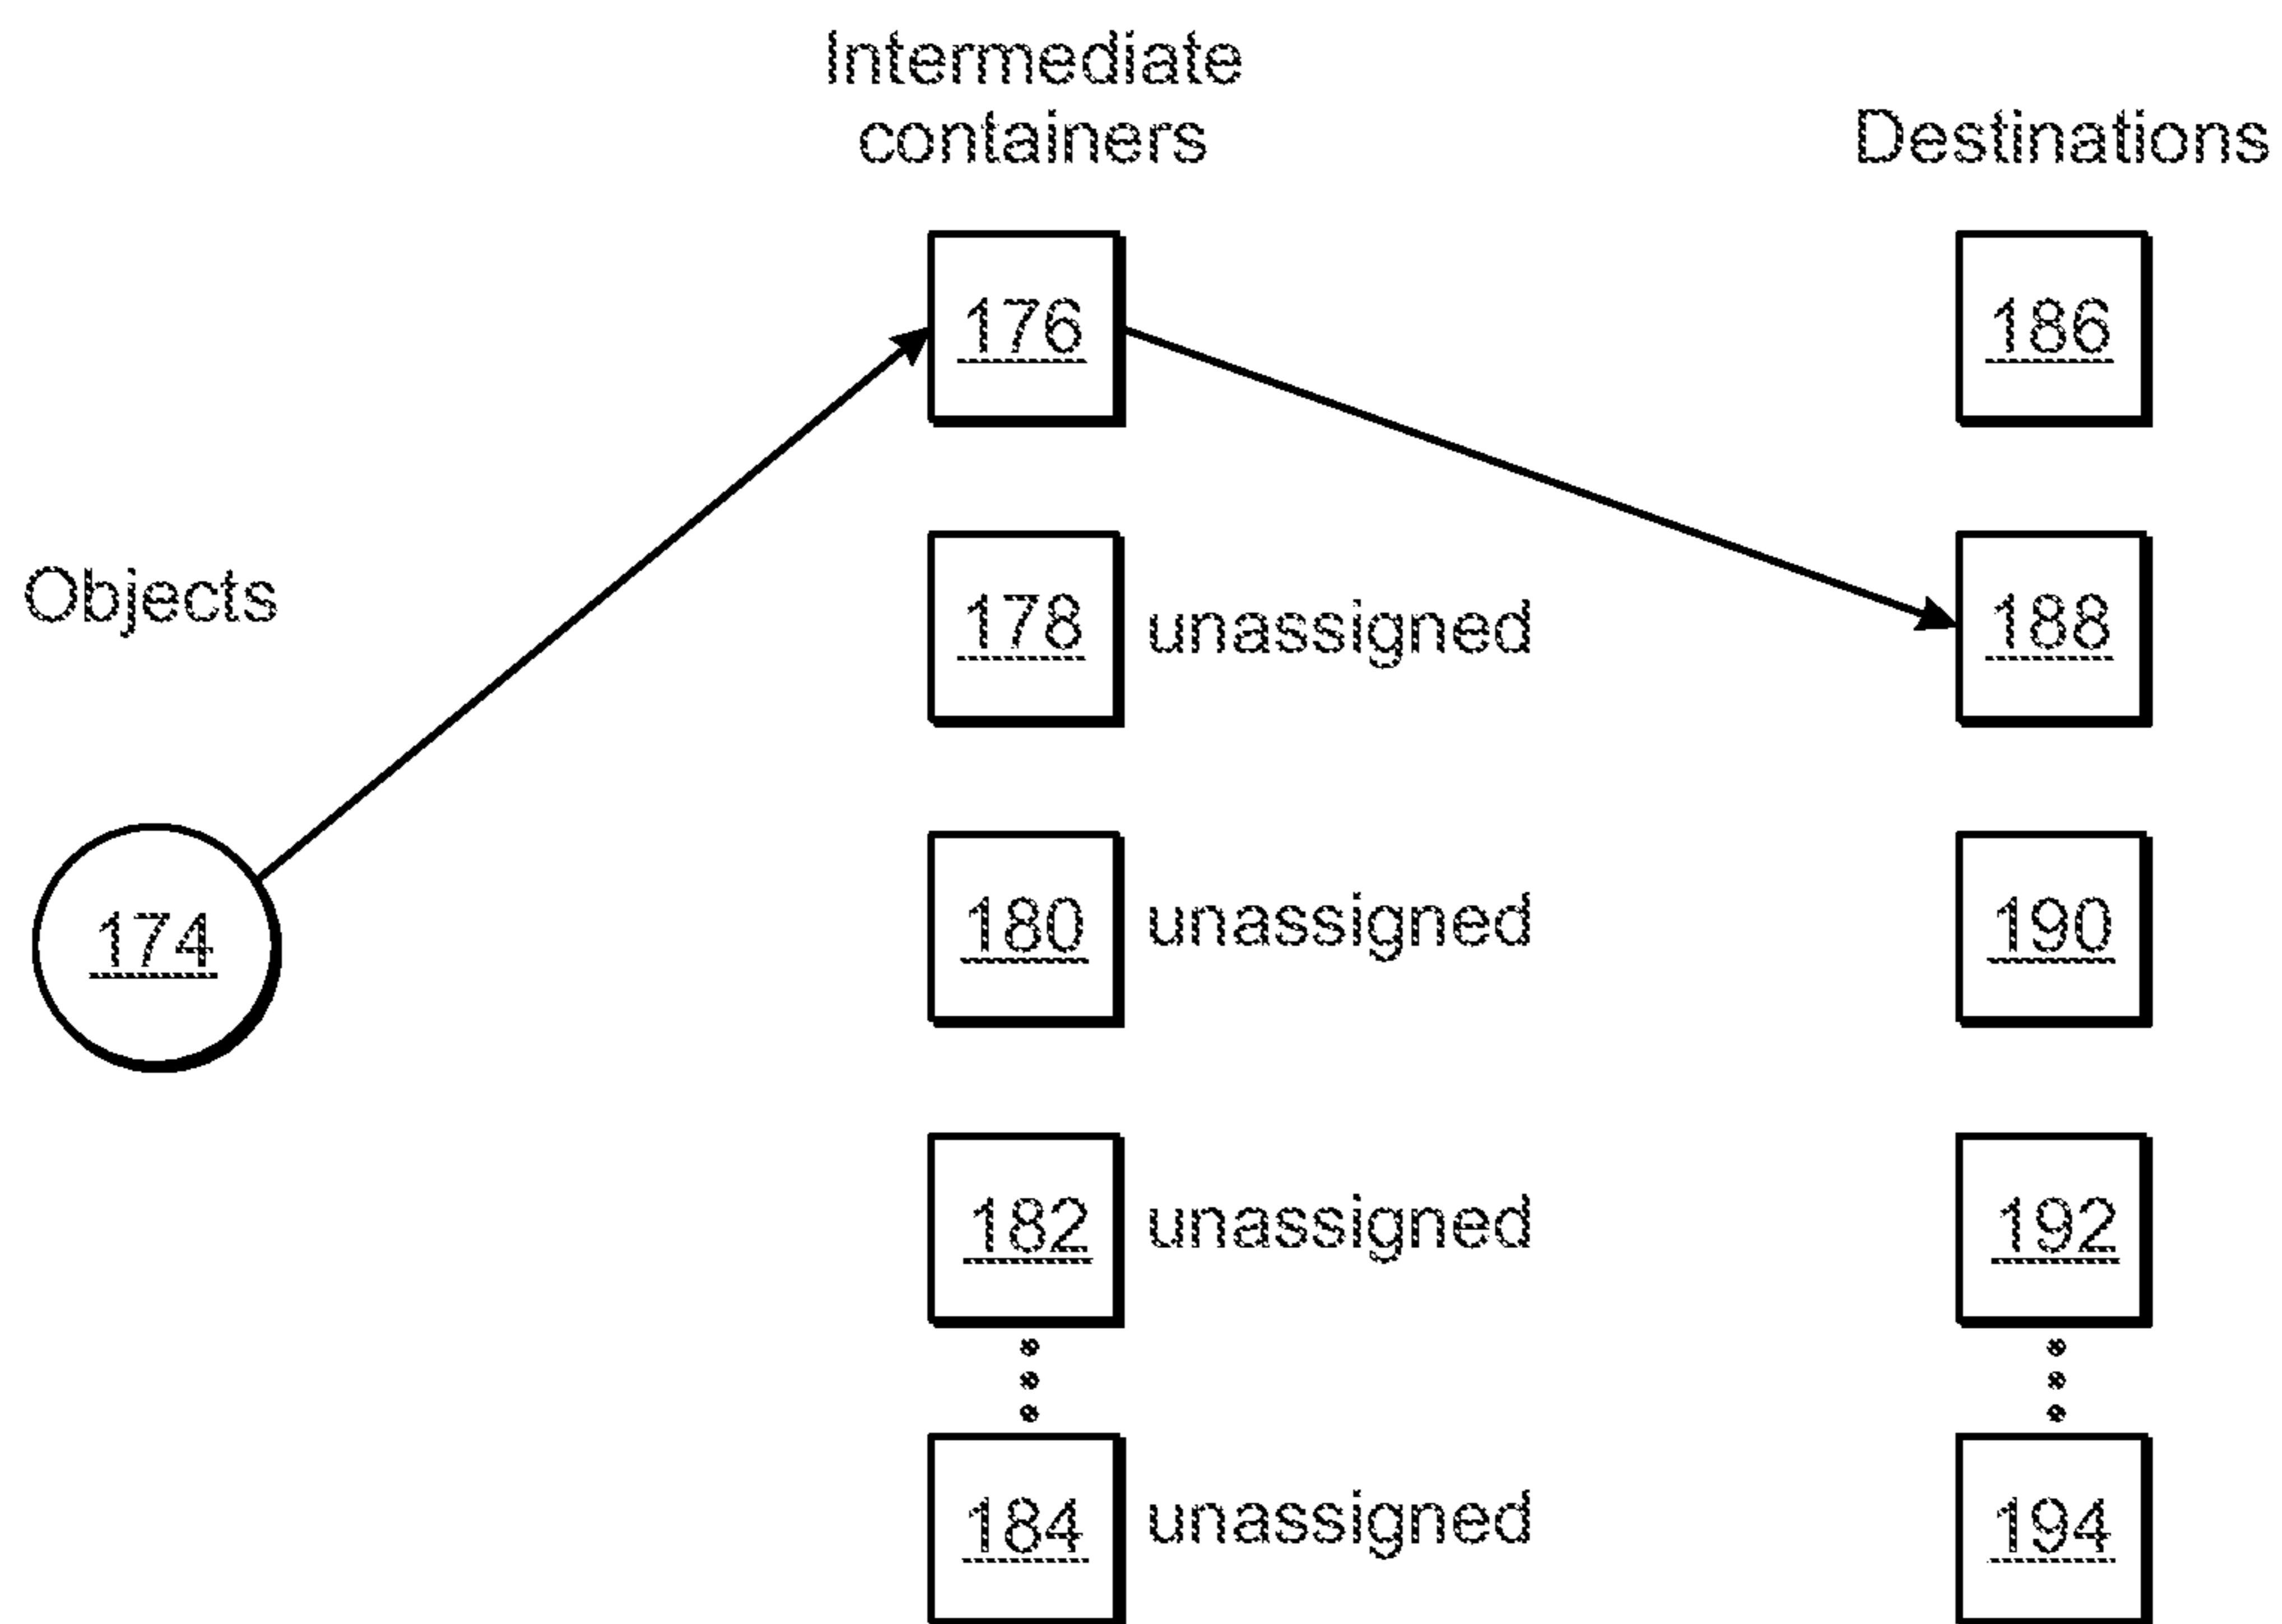 Intermediate
containers
Destinations
176
186
Objects
178 unassigned
188
174
180 unassigned
190
182 unassigned
192
184 unassigned
194